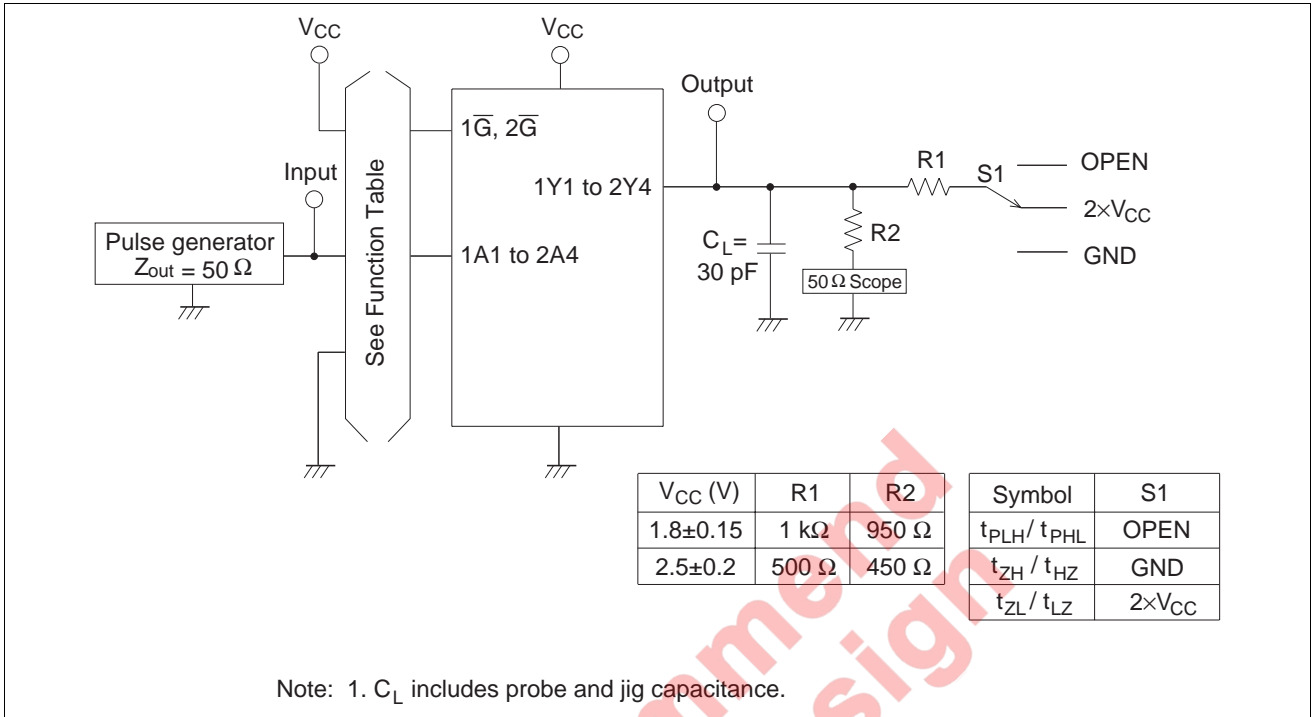 VCC
VCC
Output
1G̅, 2G̅
Input
R1
S1
OPEN
1Y1 to 2Y4
2×VCC
Pulse generator
Zout = 50 Ω
See Function Table
1A1 to 2A4
CL=
30 pF
R2
50 Ω Scope
GND
VCC (V) R1 R2
1.8±0.15 1 kΩ 950 Ω
2.5±0.2 500 Ω 450 Ω
Symbol S1
tPLH / tPHL OPEN
tZH / tHZ GND
tZL / tLZ 2×VCC
Note: 1. CL includes probe and jig capacitance.